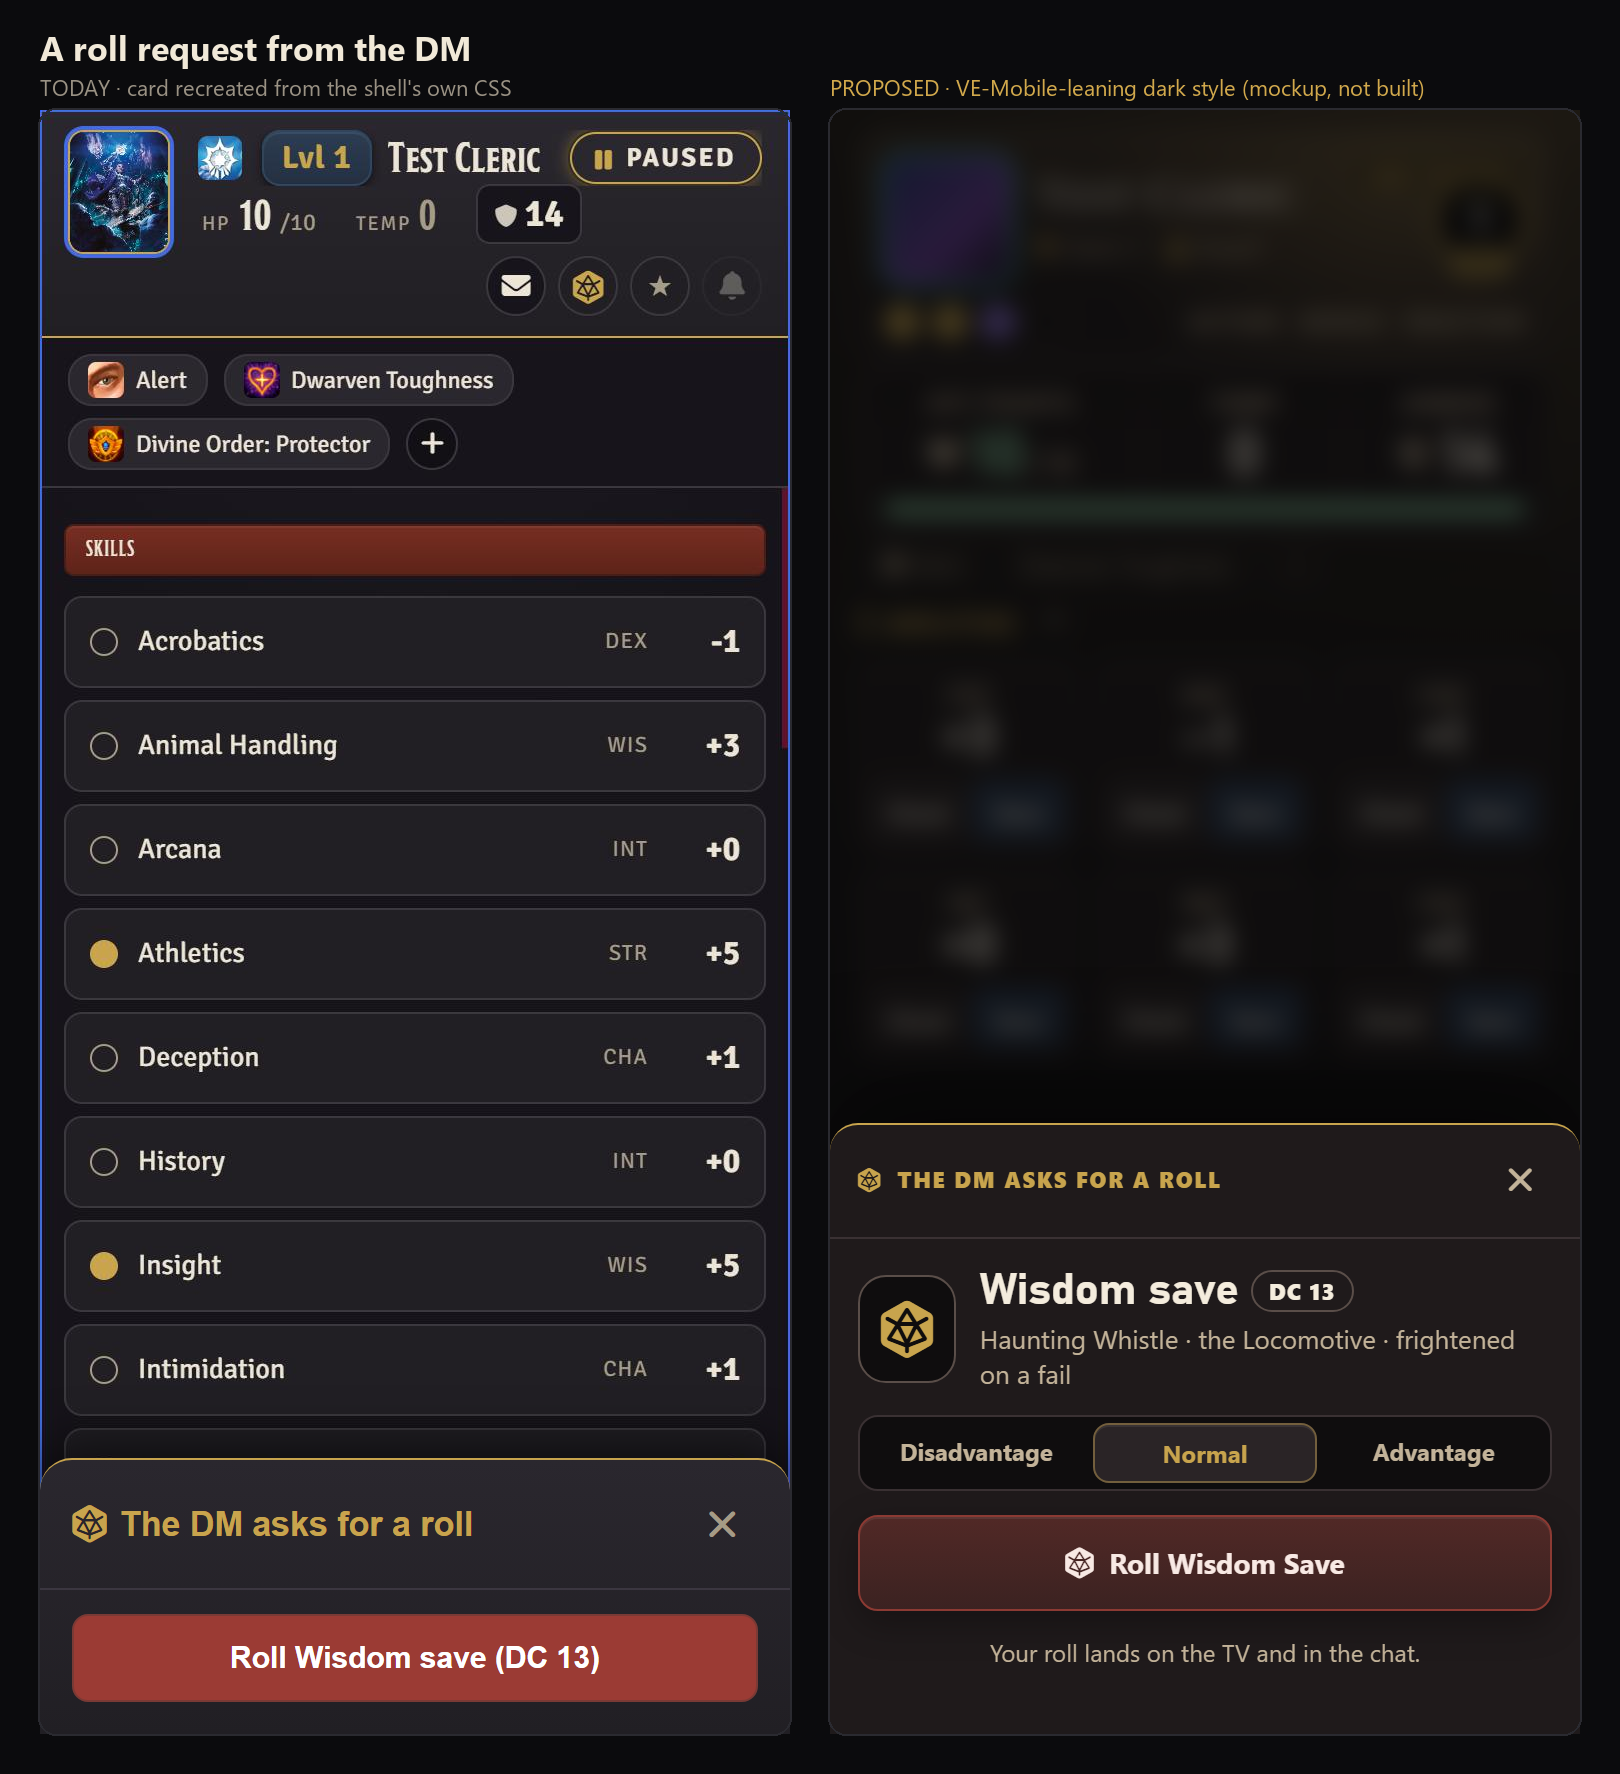 A roll request from the DM
TODAY · card recreated from the shell's own CSS
Lvl 1 TEST CLERIC PAUSED
HP 10 /10 TEMP 0 14
Alert Dwarven Toughness
Divine Order: Protector +
SKILLS
Acrobatics DEX -1
Animal Handling WIS +3
Arcana INT +0
Athletics STR +5
Deception CHA +1
History INT +0
Insight WIS +5
Intimidation CHA +1
The DM asks for a roll
Roll Wisdom save (DC 13)
PROPOSED · VE-Mobile-leaning dark style (mockup, not built)
THE DM ASKS FOR A ROLL
Wisdom save DC 13
Haunting Whistle · the Locomotive · frightened
on a fail
Disadvantage Normal Advantage
Roll Wisdom Save
Your roll lands on the TV and in the chat.